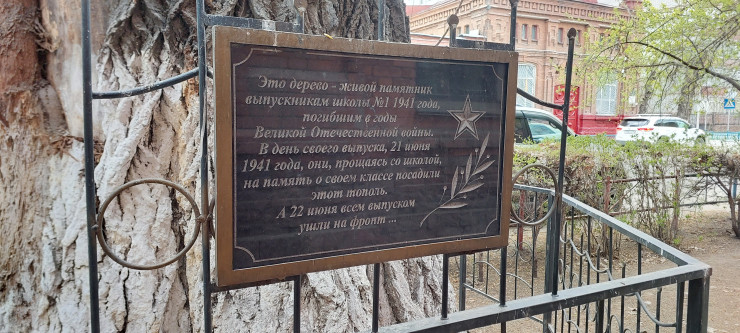 Это дерево - живой памятник
выпускникам школы №1 1941 года,
погибшим в годы
Великой Отечественной войны.
В день своего выпуска, 21 июня
1941 года, они, прощаясь со школой,
на память о своем классе посадили
этот тополь.
А 22 июня всем выпуском
ушли на фронт ...